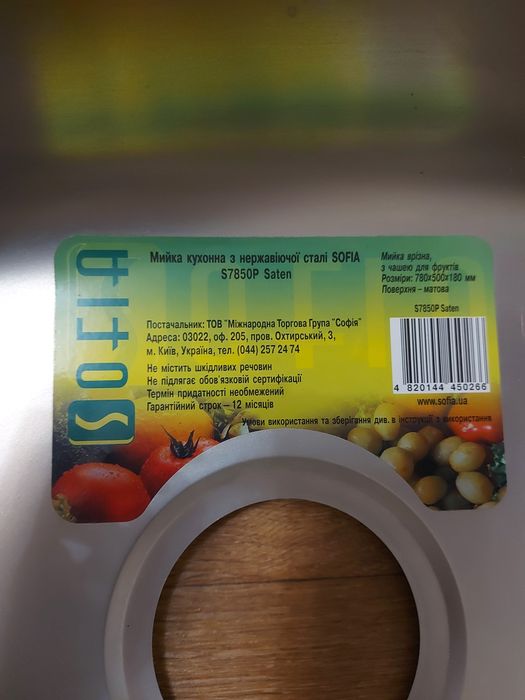 SOFIA
Мийка кухонна з нержавіючої сталі SOFIA
S7850P Saten
Мийка врізна,
з чашею для фруктів
Розміри: 780х500х180 мм
Поверхня – матова
S7850P Saten
4 820144 450266
www.sofia.ua
Постачальник: ТОВ "Міжнародна Торгова Група "Софія"
Адреса: 03022, оф. 205, пров. Охтирський, 3,
м. Київ, Україна, тел. (044) 257 24 74
Не містить шкідливих речовин
Не підлягає обов'язковій сертифікації
Термін придатності необмежений
Гарантійний строк – 12 місяців
Умови використання та зберігання див. в інструкції з використання